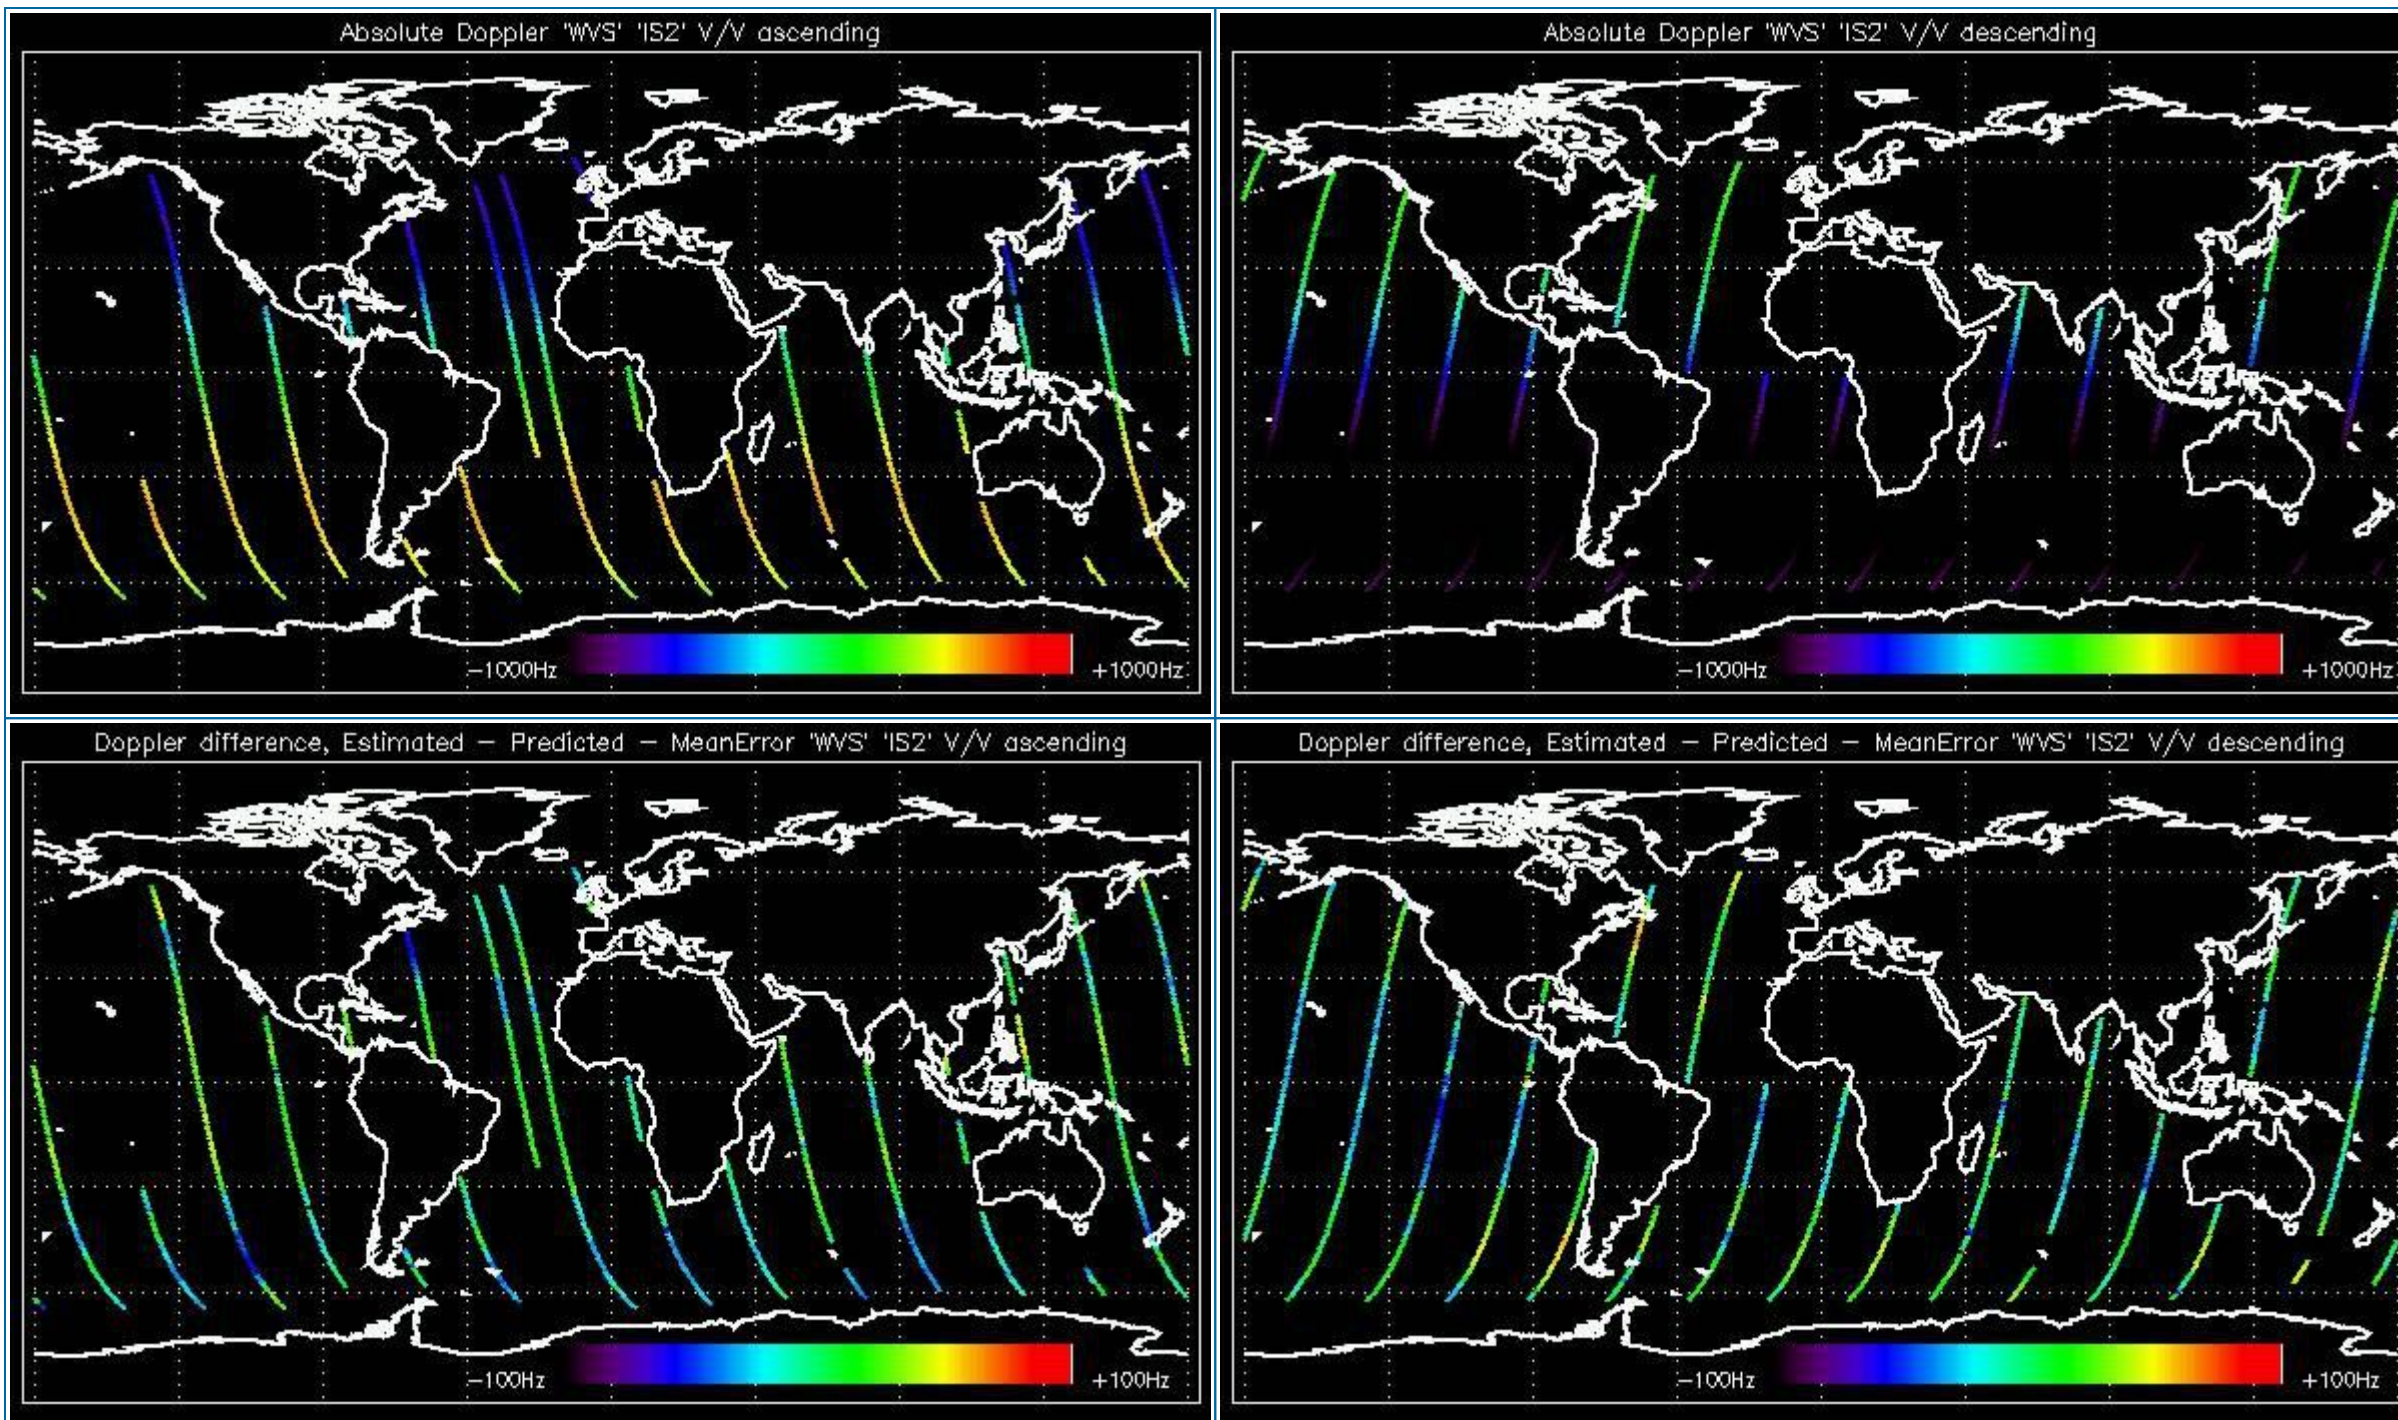 Absolute Doppler 'WVS' 'IS2' V/V ascending
−1000Hz
+1000Hz
Absolute Doppler 'WVS' 'IS2' V/V descending
−1000Hz
+1000Hz
Doppler difference, Estimated − Predicted − MeanError 'WVS' 'IS2' V/V ascending
−100Hz
+100Hz
Doppler difference, Estimated − Predicted − MeanError 'WVS' 'IS2' V/V descending
−100Hz
+100Hz